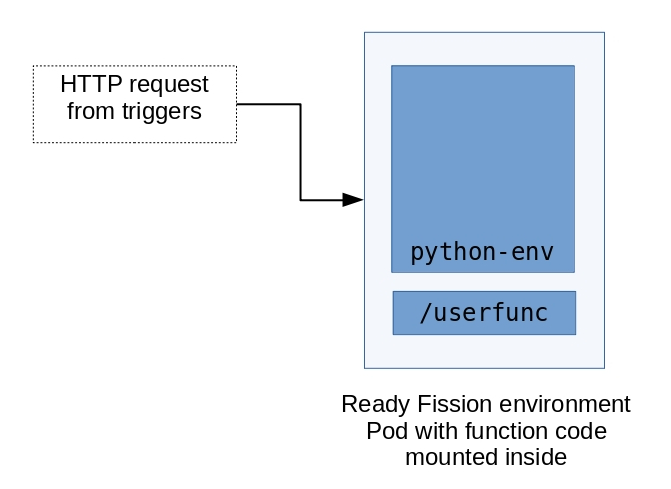 HTTP request
from triggers
python-env
/userfunc
Ready Fission environment
Pod with function code
mounted inside